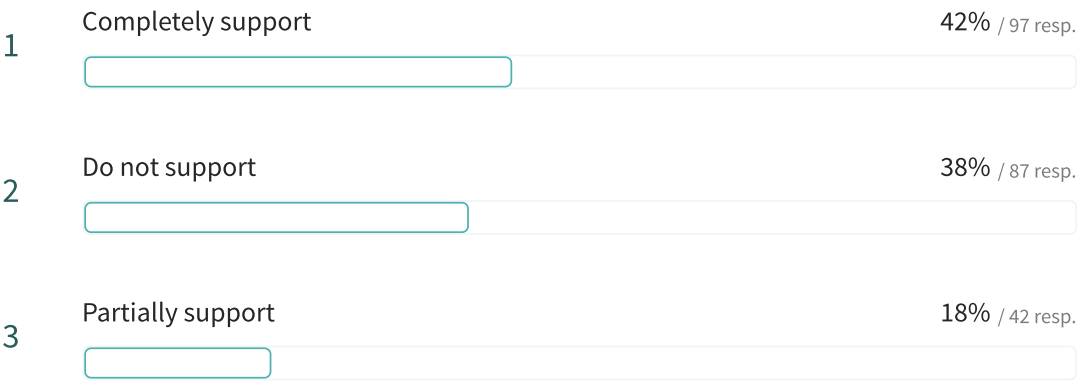 1 Completely support 42% / 97 resp.
2 Do not support 38% / 87 resp.
3 Partially support 18% / 42 resp.